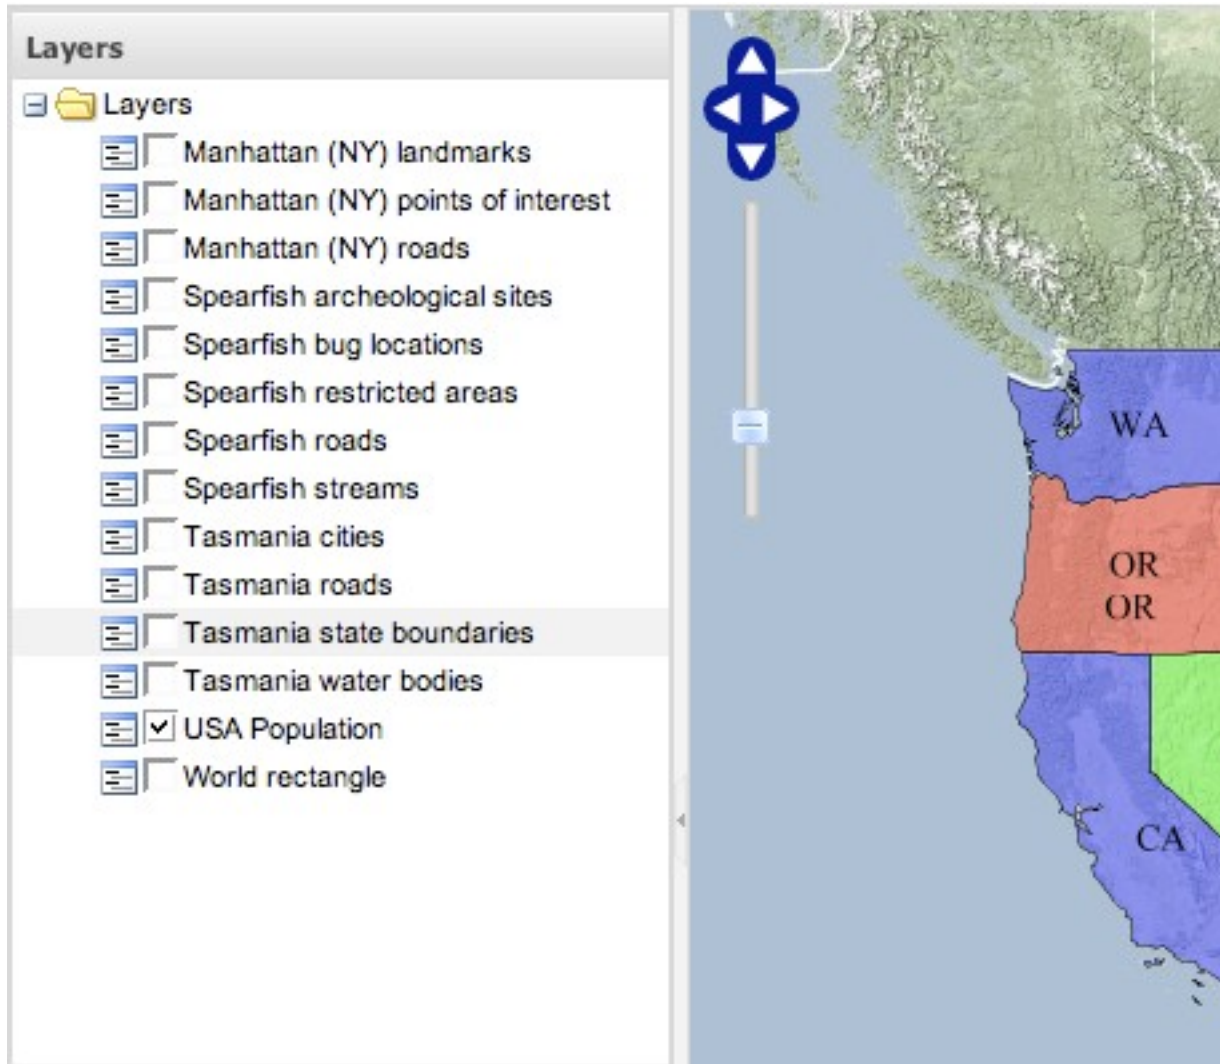 Layers
Layers
Manhattan (NY) landmarks
Manhattan (NY) points of interest
Manhattan (NY) roads
Spearfish archeological sites
Spearfish bug locations
Spearfish restricted areas
Spearfish roads
Spearfish streams
Tasmania cities
Tasmania roads
Tasmania state boundaries
Tasmania water bodies
USA Population
World rectangle
WA
OR
OR
CA